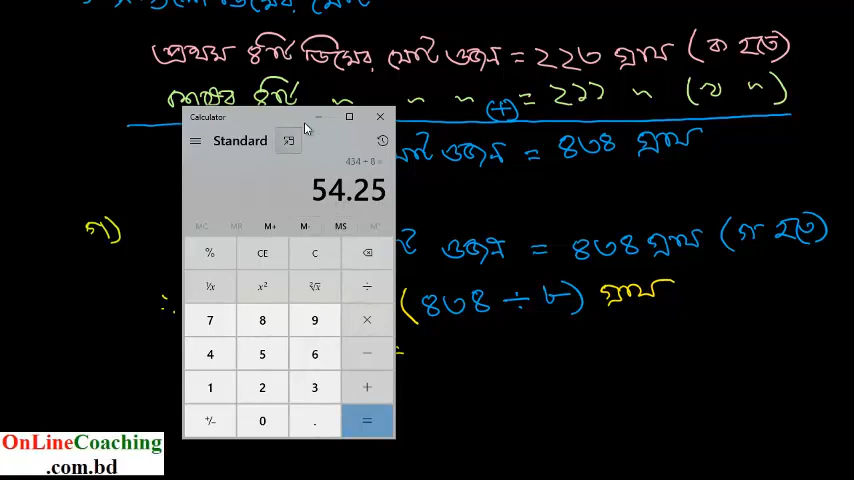 প্রথম ৪টি ডিমের মোট ওজন = ২২৩ গ্রাম (ক হতে)
পরের ৪টি " " " (+) = ২১১ " (খ ")
মোট ওজন = ৪৩৪ গ্রাম
Calculator
Standard
434 ÷ 8 =
54.25
MC MR M+ M- MS M˅
% CE C
⅟x x² ²√x ÷
7 8 9 ×
4 5 6 −
1 2 3 +
+/− 0 . =
মোট ওজন = ৪৩৪ গ্রাম (গ হতে)
∴ (৪৩৪ ÷ ৮) গ্রাম
=
OnLineCoaching
.com.bd